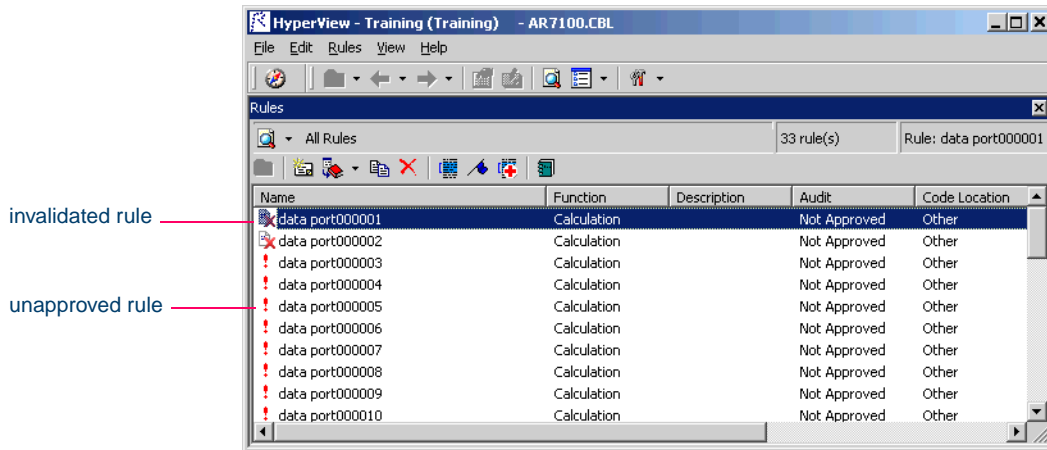 HyperView - Training (Training) - AR7100.CBL
File Edit Rules View Help
Rules
All Rules 33 rule(s) Rule: data port000001
Name Function Description Audit Code Location
invalidated rule
data port000001 Calculation Not Approved Other
data port000002 Calculation Not Approved Other
data port000003 Calculation Not Approved Other
data port000004 Calculation Not Approved Other
unapproved rule
data port000005 Calculation Not Approved Other
data port000006 Calculation Not Approved Other
data port000007 Calculation Not Approved Other
data port000008 Calculation Not Approved Other
data port000009 Calculation Not Approved Other
data port000010 Calculation Not Approved Other